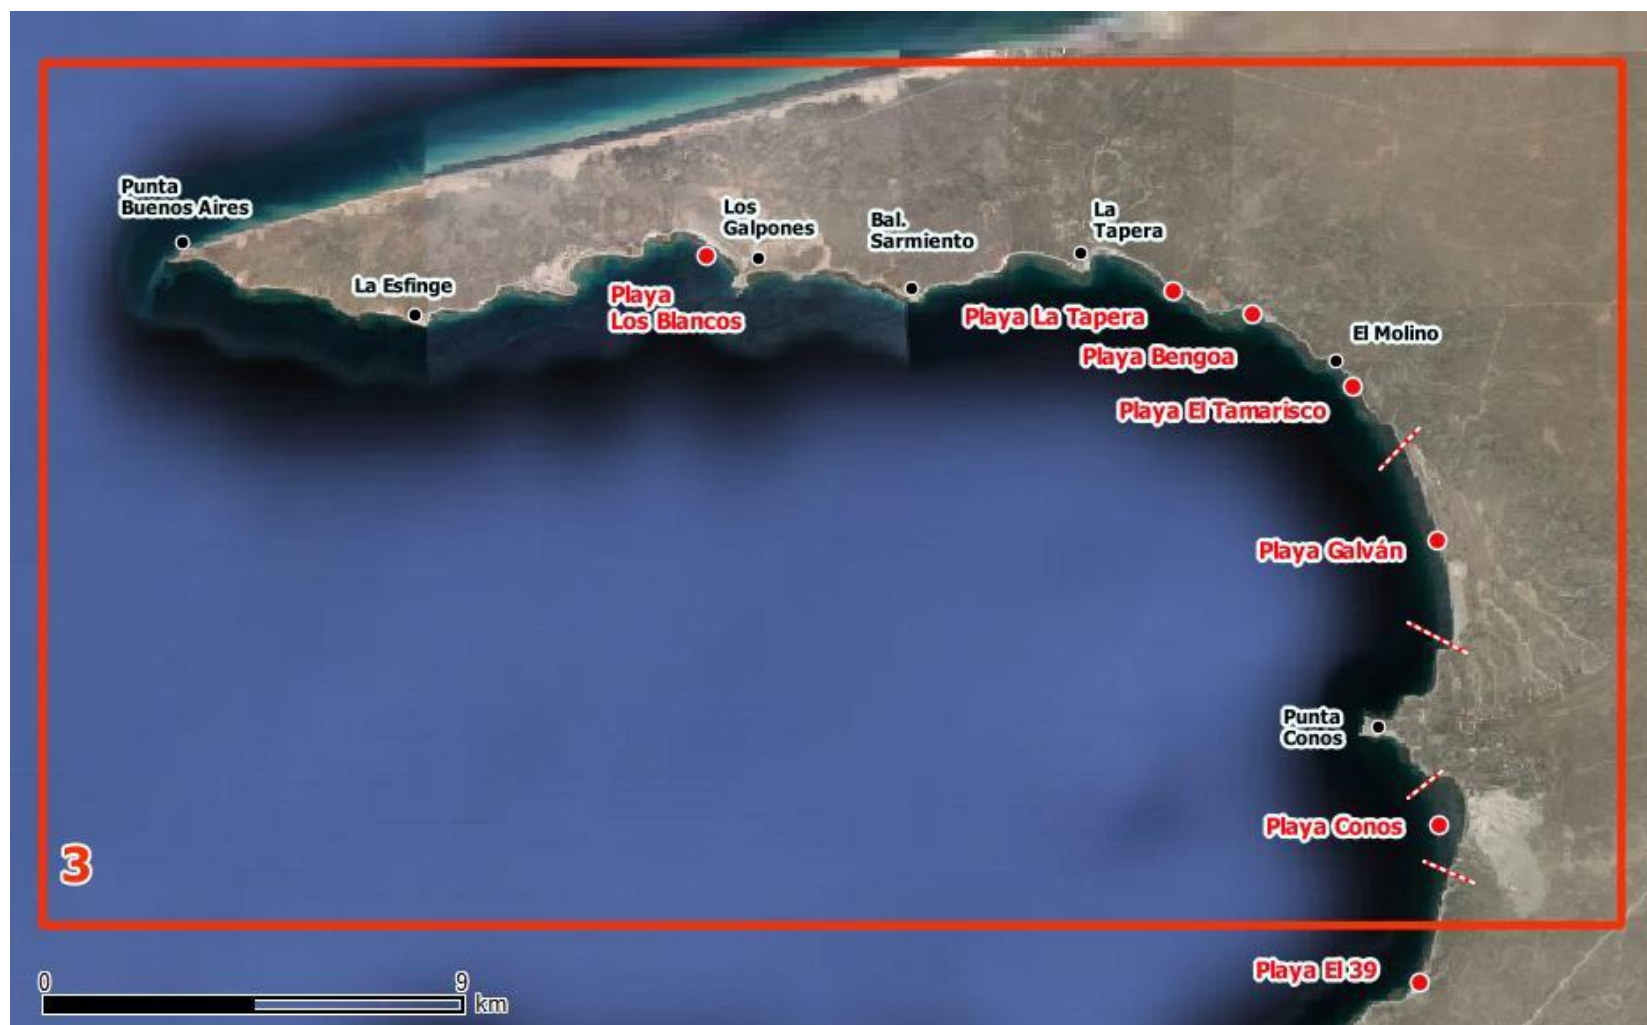 Punta
Buenos Aires
La Esfinge
Playa
Los Blancos
Los
Galpones
Bal.
Sarmiento
La
Tapera
Playa La Tapera
Playa Bengoa
El Molino
Playa El Tamarisco
Playa Galván
Punta
Conos
Playa Conos
3
Playa El 39
0
9
km